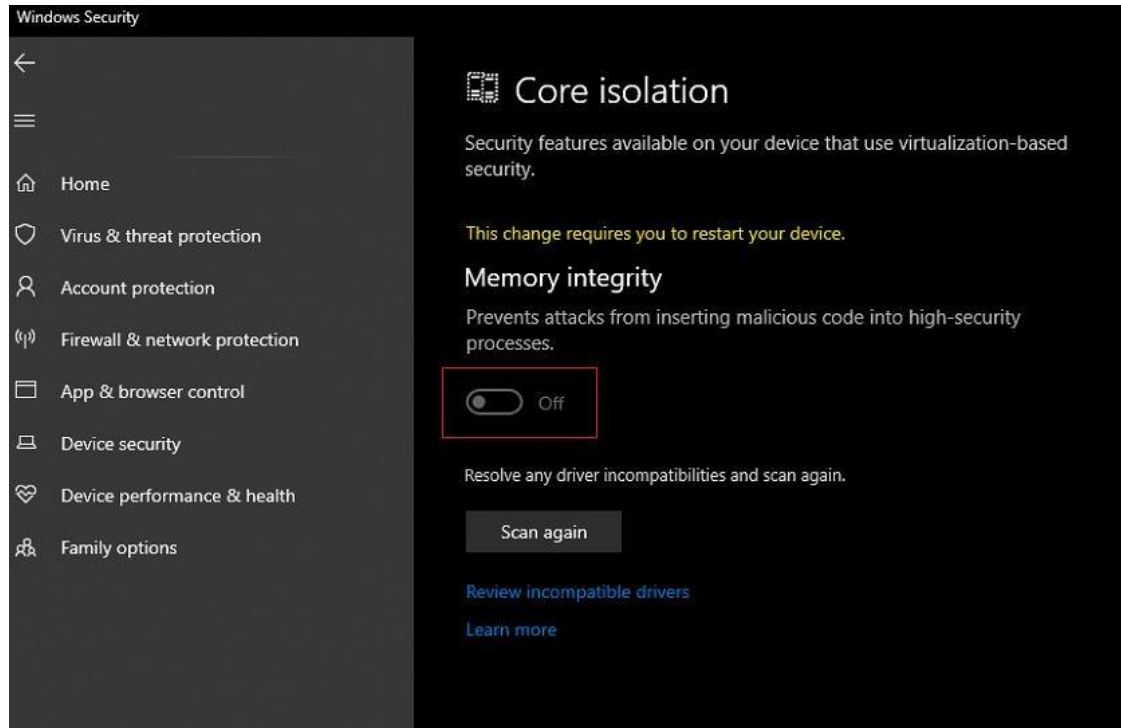 Windows Security
Home
Virus & threat protection
Account protection
Firewall & network protection
App & browser control
Device security
Device performance & health
Family options
Core isolation
Security features available on your device that use virtualization-based
security.
This change requires you to restart your device.
Memory integrity
Prevents attacks from inserting malicious code into high-security
processes.
Off
Resolve any driver incompatibilities and scan again.
Scan again
Review incompatible drivers
Learn more